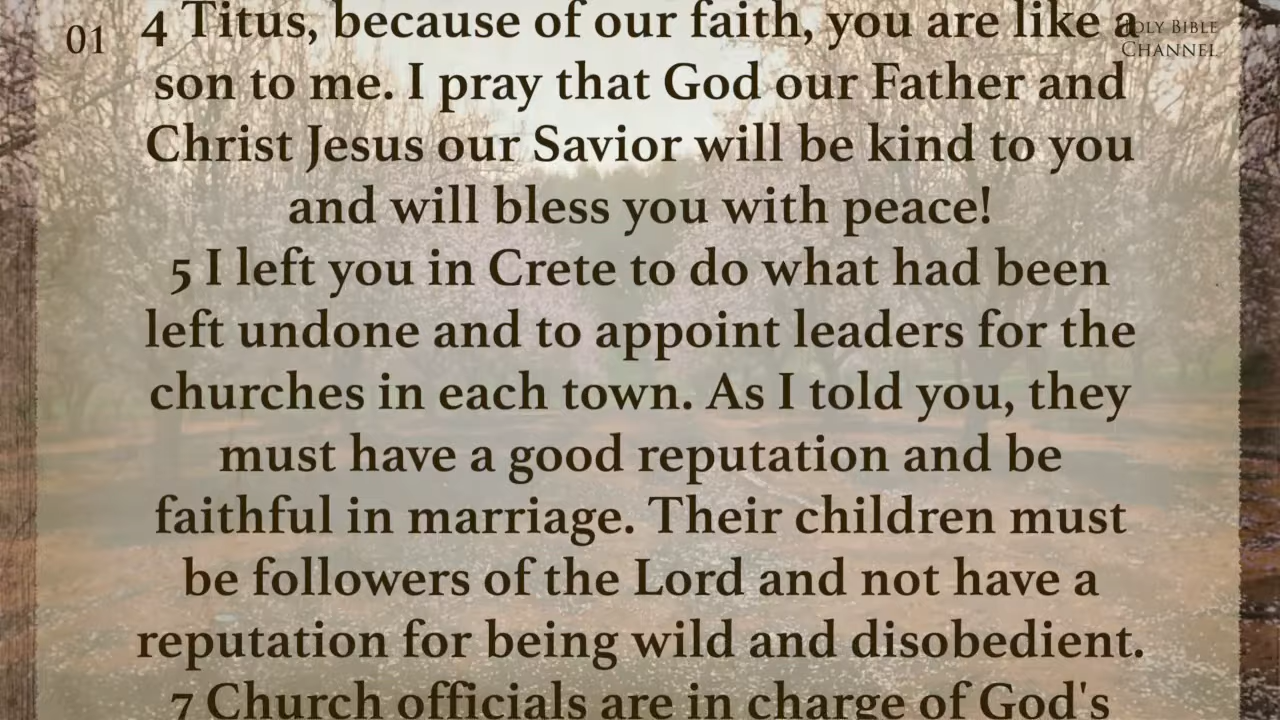 01
HOLY BIBLE
CHANNEL
4 Titus, because of our faith, you are like a
son to me. I pray that God our Father and
Christ Jesus our Savior will be kind to you
and will bless you with peace!
5 I left you in Crete to do what had been
left undone and to appoint leaders for the
churches in each town. As I told you, they
must have a good reputation and be
faithful in marriage. Their children must
be followers of the Lord and not have a
reputation for being wild and disobedient.
7 Church officials are in charge of God's